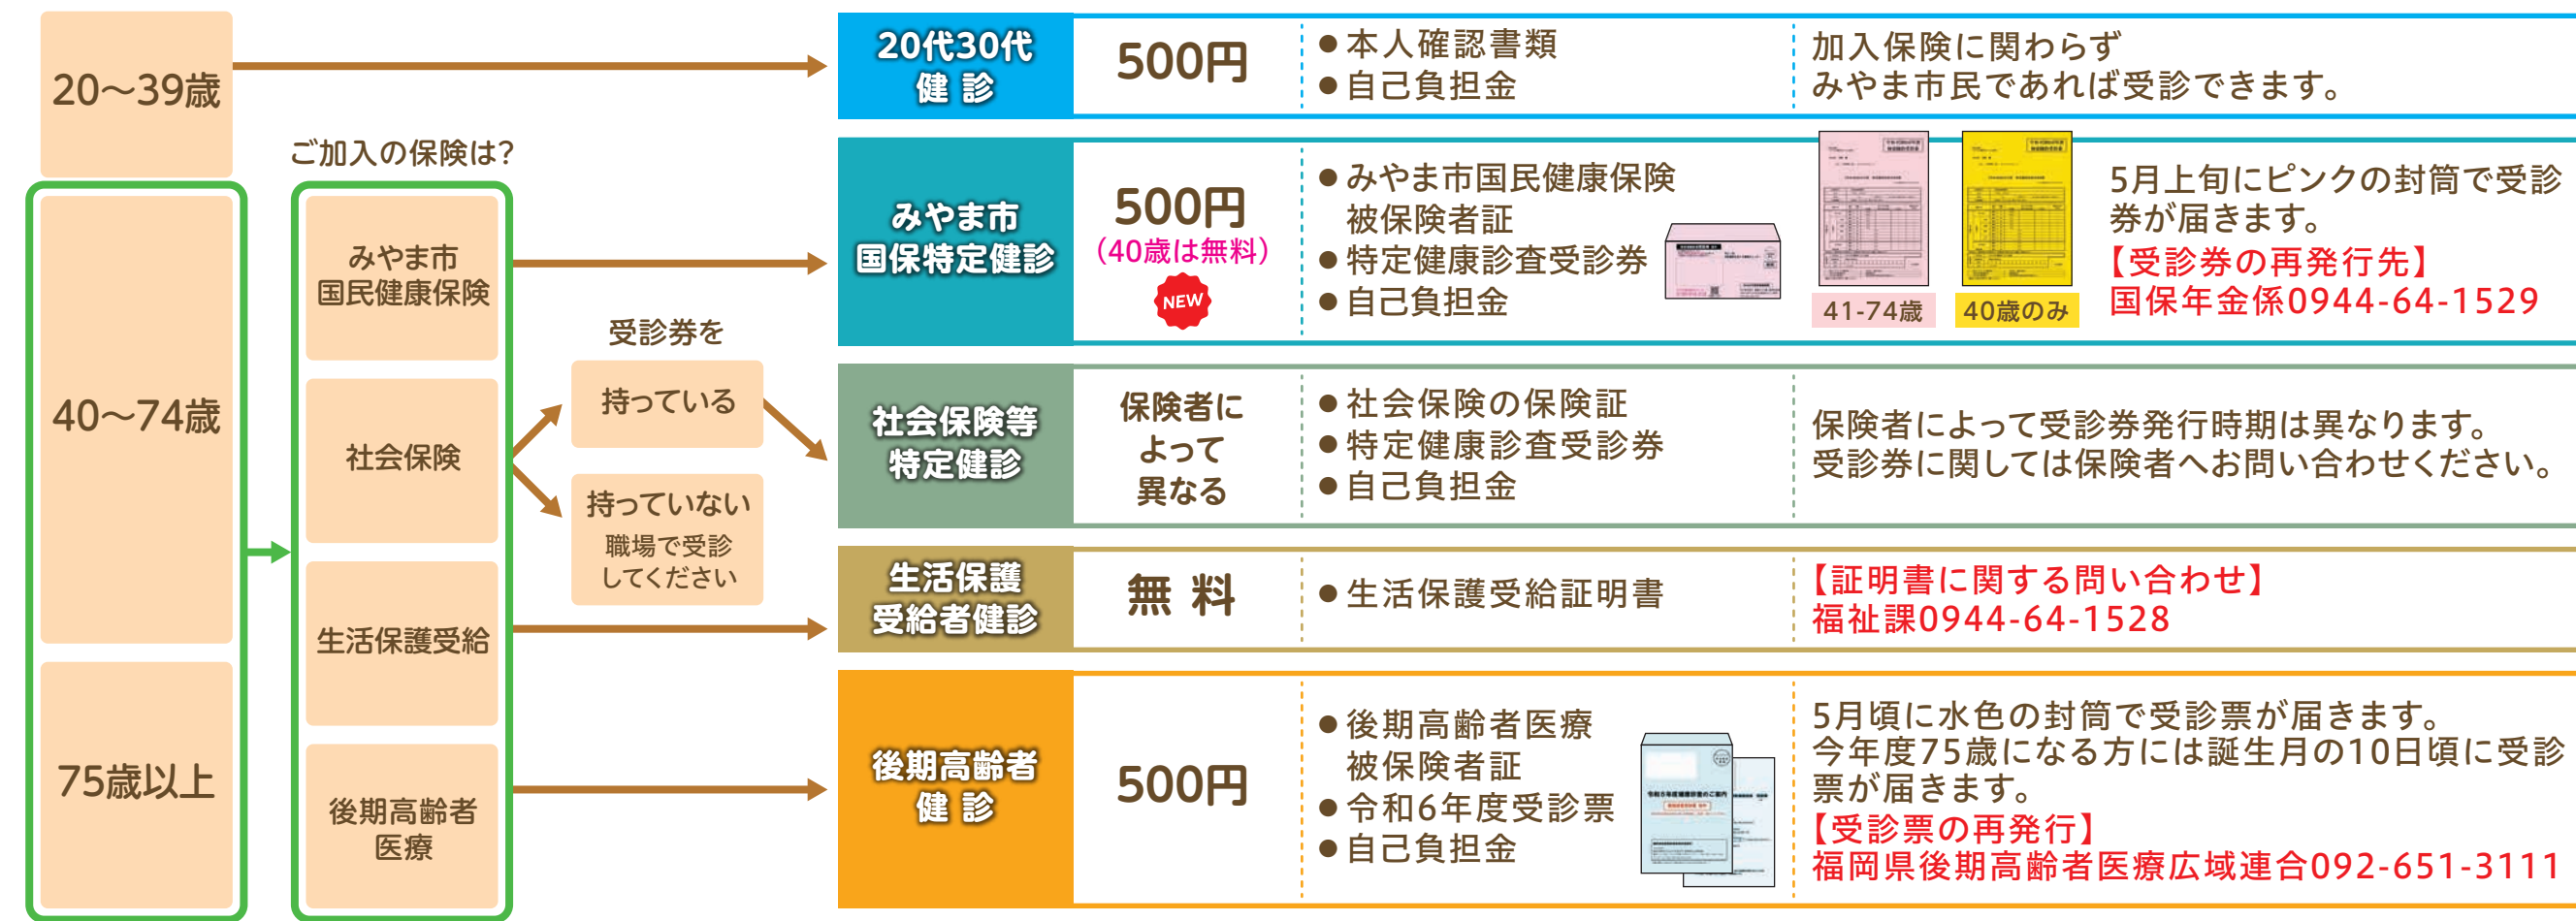 20〜39歳
40〜74歳
75歳以上
ご加入の保険は?
みやま市
国民健康保険
社会保険
生活保護受給
後期高齢者
医療
受診券を
持っている
持っていない
職場で受診
してください
20代30代
健 診
500円
●本人確認書類
●自己負担金
加入保険に関わらず
みやま市民であれば受診できます。
みやま市
国保特定健診
500円
(40歳は無料)
NEW
●みやま市国民健康保険
被保険者証
●特定健康診査受診券
●自己負担金
41-74歳
40歳のみ
5月上旬にピンクの封筒で受診
券が届きます。
【受診券の再発行先】
国保年金係0944-64-1529
社会保険等
特定健診
保険者に
よって
異なる
●社会保険の保険証
●特定健康診査受診券
●自己負担金
保険者によって受診券発行時期は異なります。
受診券に関しては保険者へお問い合わせください。
生活保護
受給者健診
無 料
●生活保護受給証明書
【証明書に関する問い合わせ】
福祉課0944-64-1528
後期高齢者
健 診
500円
●後期高齢者医療
被保険者証
●令和6年度受診票
●自己負担金
5月頃に水色の封筒で受診票が届きます。
今年度75歳になる方には誕生月の10日頃に受診
票が届きます。
【受診票の再発行】
福岡県後期高齢者医療広域連合092-651-3111